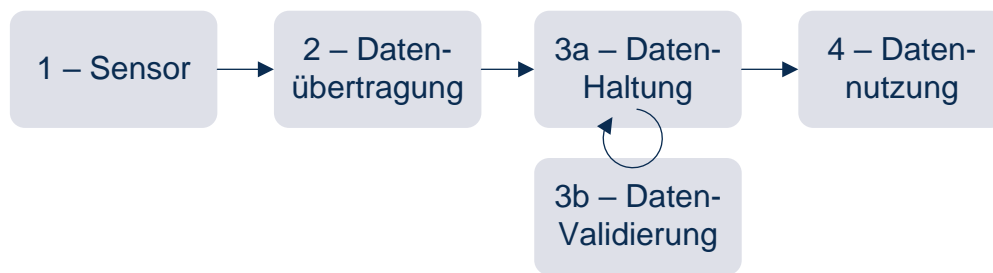 1 – Sensor
2 – Daten-
übertragung
3a – Daten-
Haltung
4 – Daten-
nutzung
3b – Daten-
Validierung